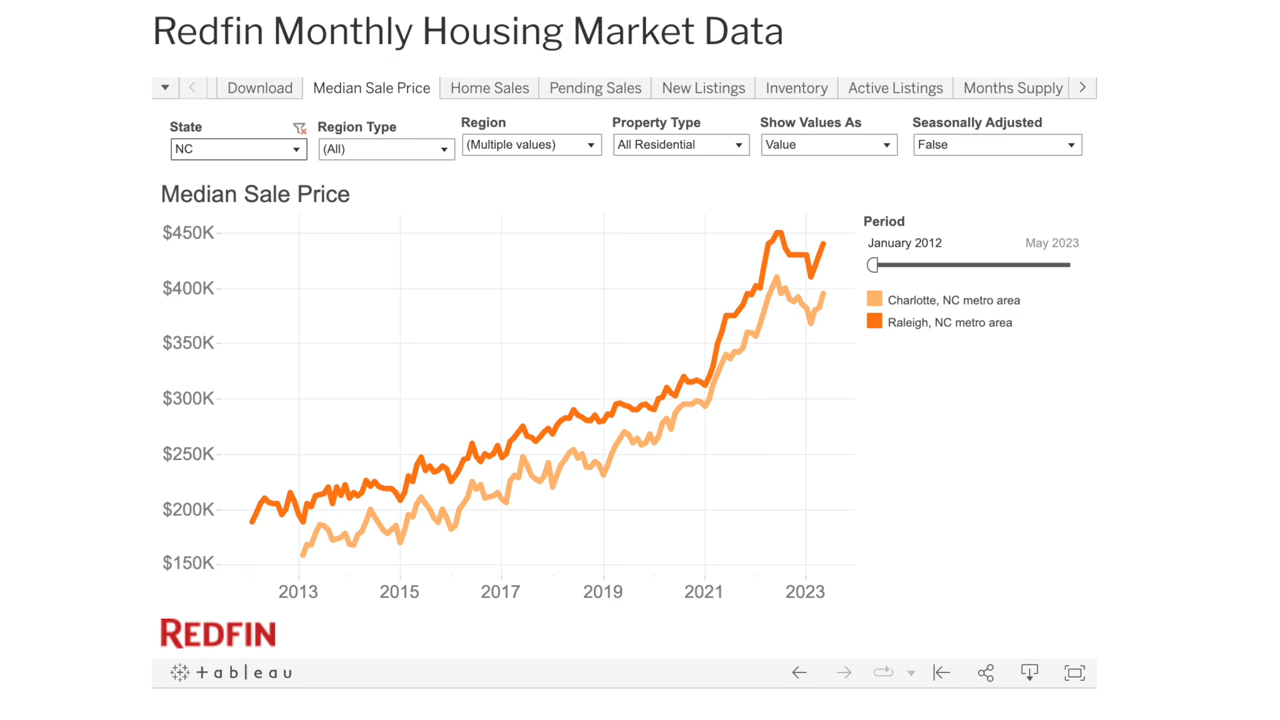 Redfin Monthly Housing Market Data
Download Median Sale Price Home Sales Pending Sales New Listings Inventory Active Listings Months Supply
State Region Type Region Property Type Show Values As Seasonally Adjusted
NC (All) (Multiple values) All Residential Value False
Median Sale Price
$450K
$400K
$350K
$300K
$250K
$200K
$150K
2013 2015 2017 2019 2021 2023
Period
January 2012 May 2023
Charlotte, NC metro area
Raleigh, NC metro area
REDFIN
+ableau